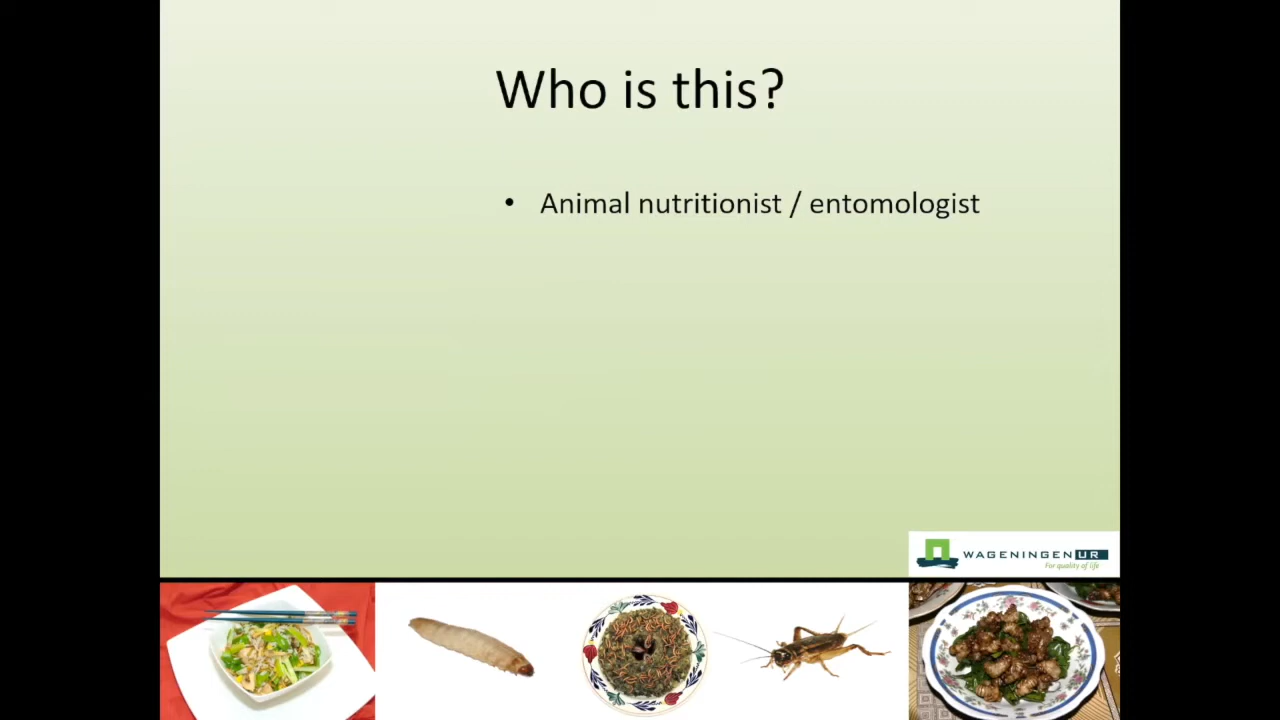 Who is this?
• Animal nutritionist / entomologist
WAGENINGEN UR
For quality of life